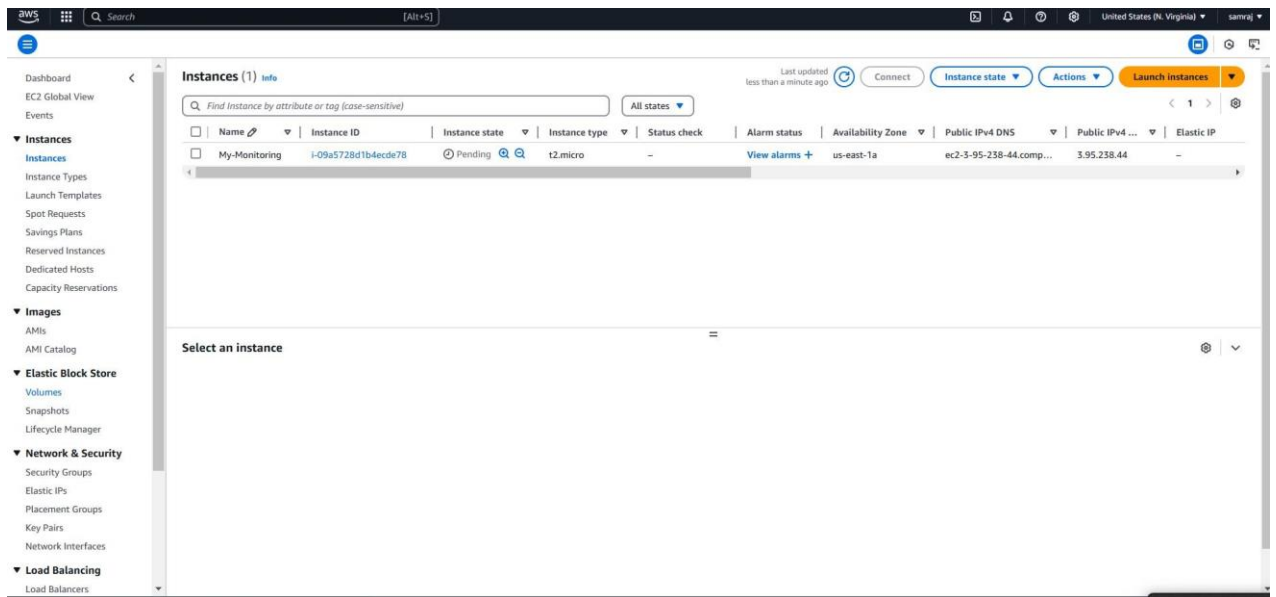 aws Search [Alt+S] United States (N. Virginia) samraj
Dashboard
EC2 Global View
Events
Instances
Instances
Instance Types
Launch Templates
Spot Requests
Savings Plans
Reserved Instances
Dedicated Hosts
Capacity Reservations
Images
AMIs
AMI Catalog
Elastic Block Store
Volumes
Snapshots
Lifecycle Manager
Network & Security
Security Groups
Elastic IPs
Placement Groups
Key Pairs
Network Interfaces
Load Balancing
Load Balancers
Instances (1) Info
Last updated
less than a minute ago
Connect Instance state Actions Launch instances
Find Instance by attribute or tag (case-sensitive) All states 1
Name Instance ID Instance state Instance type Status check Alarm status Availability Zone Public IPv4 DNS Public IPv4 ... Elastic IP
My-Monitoring i-09a5728d1b4ecde78 Pending t2.micro – View alarms + us-east-1a ec2-3-95-238-44.comp... 3.95.238.44 –
Select an instance